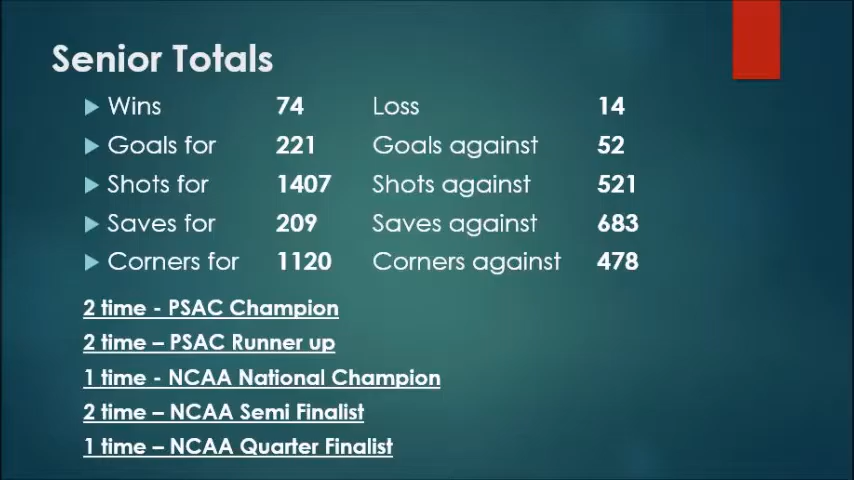 Senior Totals
Wins 74 Loss 14
Goals for 221 Goals against 52
Shots for 1407 Shots against 521
Saves for 209 Saves against 683
Corners for 1120 Corners against 478
2 time - PSAC Champion
2 time – PSAC Runner up
1 time - NCAA National Champion
2 time – NCAA Semi Finalist
1 time – NCAA Quarter Finalist